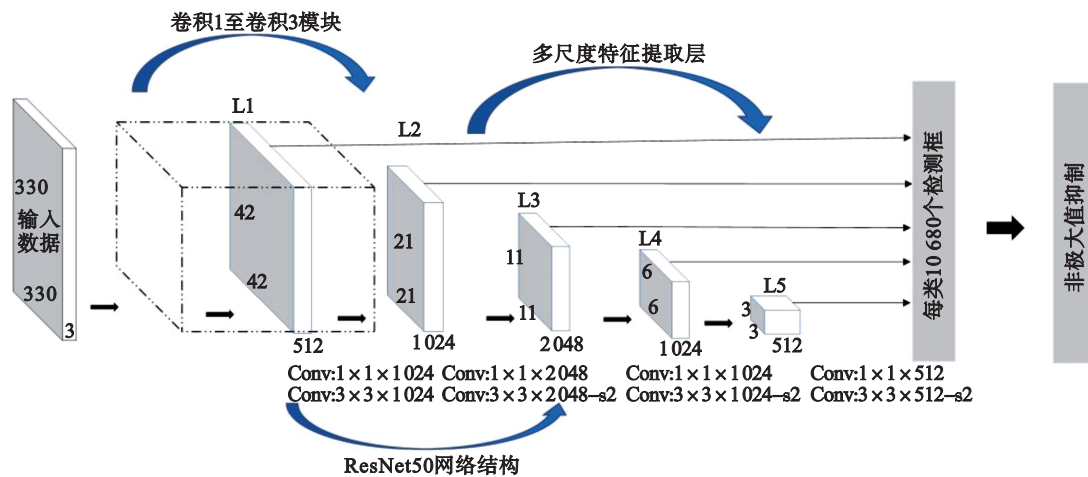 卷积1至卷积3模块
多尺度特征提取层
L1
L2
L3
L4
L5
330
输入
数据
330
3
42
42
512
21
21
1 024
11
11
2 048
6
6
1 024
3
3
512
Conv:1×1×1 024
Conv:3×3×1 024
Conv:1×1×2 048
Conv:3×3×2 048–s2
Conv:1×1×1 024
Conv:3×3×1 024–s2
Conv:1×1×512
Conv:3×3×512–s2
ResNet50网络结构
每类10 680个检测框
非极大值抑制